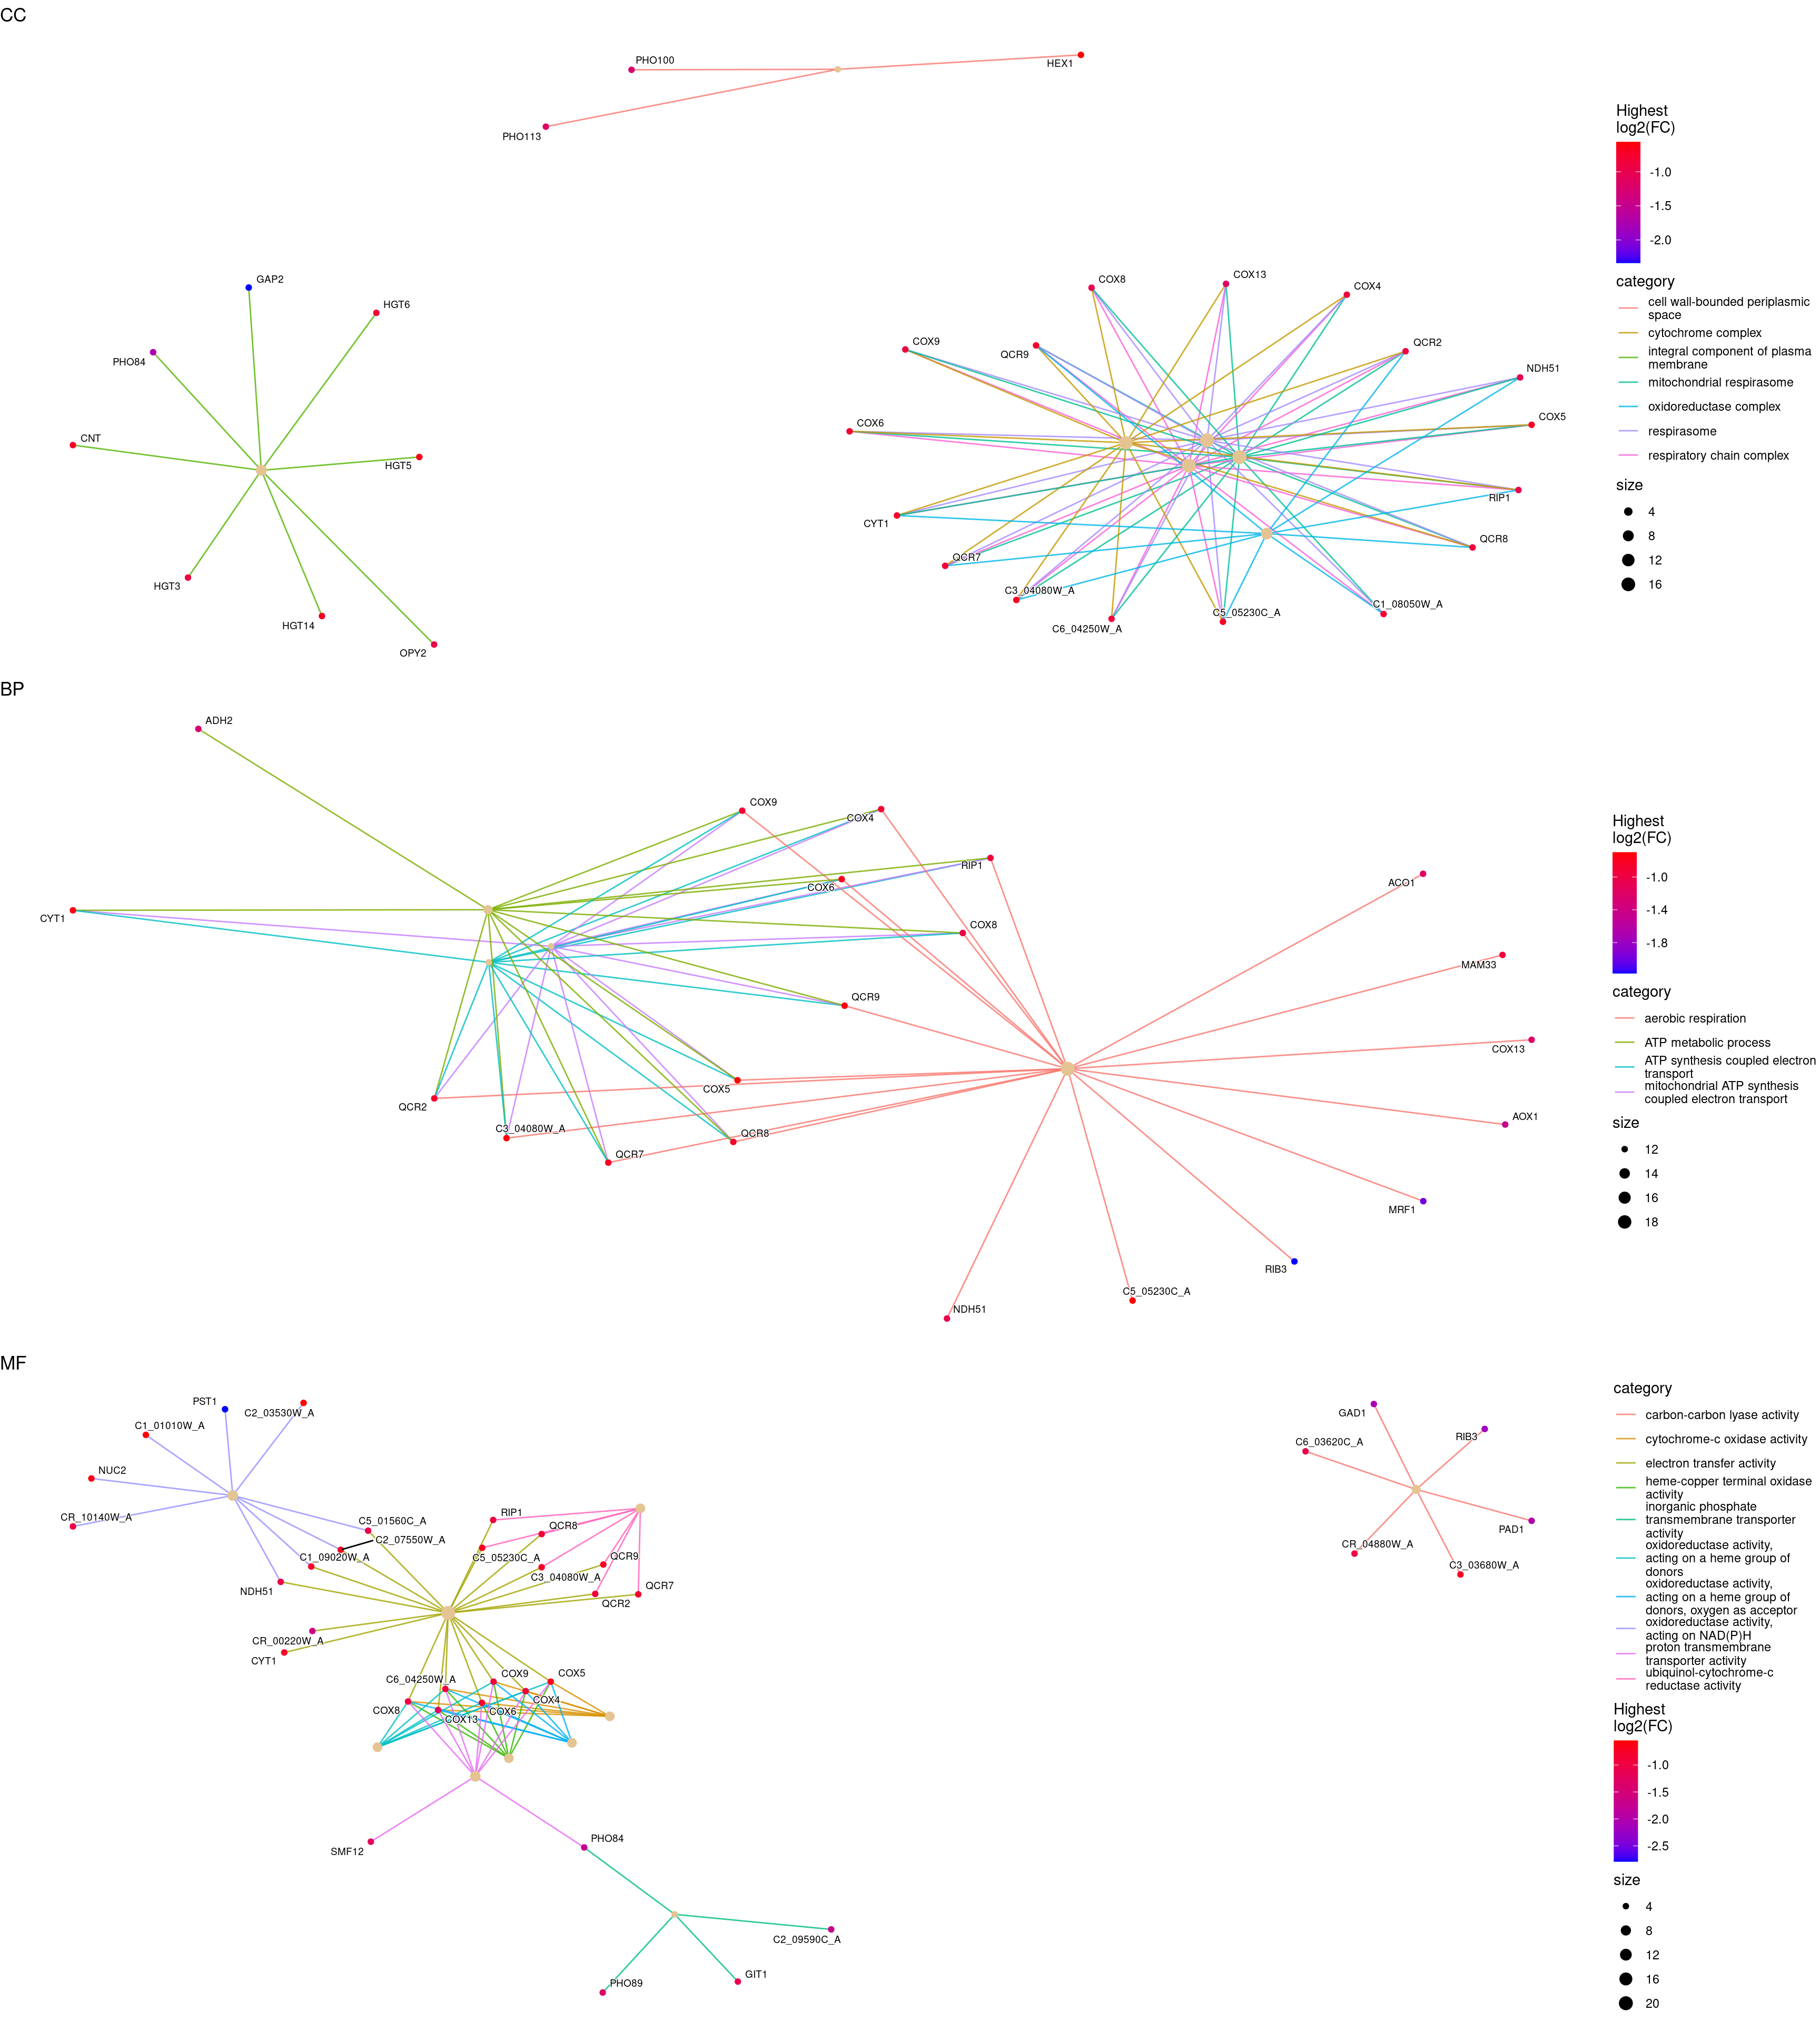 CC
PHO100
HEX1
PHO113
Highest
log2(FC)
-1.0
-1.5
-2.0
category
cell wall-bounded periplasmic
space
cytochrome complex
integral component of plasma
membrane
mitochondrial respirasome
oxidoreductase complex
respirasome
respiratory chain complex
size
4
8
12
16
GAP2
HGT6
PHO84
CNT
HGT5
HGT3
HGT14
OPY2
COX8
COX13
COX4
COX9
QCR9
QCR2
NDH51
COX6
COX5
CYT1
RIP1
QCR7
QCR8
C3_04080W_A
C6_04250W_A
C5_05230C_A
C1_08050W_A
BP
ADH2
COX9
COX4
RIP1
COX6
CYT1
COX8
QCR9
COX5
QCR2
C3_04080W_A
QCR8
QCR7
ACO1
MAM33
COX13
AOX1
MRF1
RIB3
C5_05230C_A
NDH51
Highest
log2(FC)
-1.0
-1.4
-1.8
category
aerobic respiration
ATP metabolic process
ATP synthesis coupled electron
transport
mitochondrial ATP synthesis
coupled electron transport
size
12
14
16
18
MF
PST1
C2_03530W_A
C1_01010W_A
NUC2
CR_10140W_A
C5_01560C_A
C2_07550W_A
C1_09020W_A
NDH51
CR_00220W_A
CYT1
RIP1
QCR8
C5_05230C_A
QCR9
C3_04080W_A
QCR7
QCR2
C6_04250W_A
COX9
COX5
COX8
COX4
COX6
COX13
SMF12
PHO84
C2_09590C_A
GIT1
PHO89
GAD1
RIB3
C6_03620C_A
PAD1
CR_04880W_A
C3_03680W_A
category
carbon-carbon lyase activity
cytochrome-c oxidase activity
electron transfer activity
heme-copper terminal oxidase
activity
inorganic phosphate
transmembrane transporter
activity
oxidoreductase activity,
acting on a heme group of
donors
oxidoreductase activity,
acting on a heme group of
donors, oxygen as acceptor
oxidoreductase activity,
acting on NAD(P)H
proton transmembrane
transporter activity
ubiquinol-cytochrome-c
reductase activity
Highest
log2(FC)
-1.0
-1.5
-2.0
-2.5
size
4
8
12
16
20